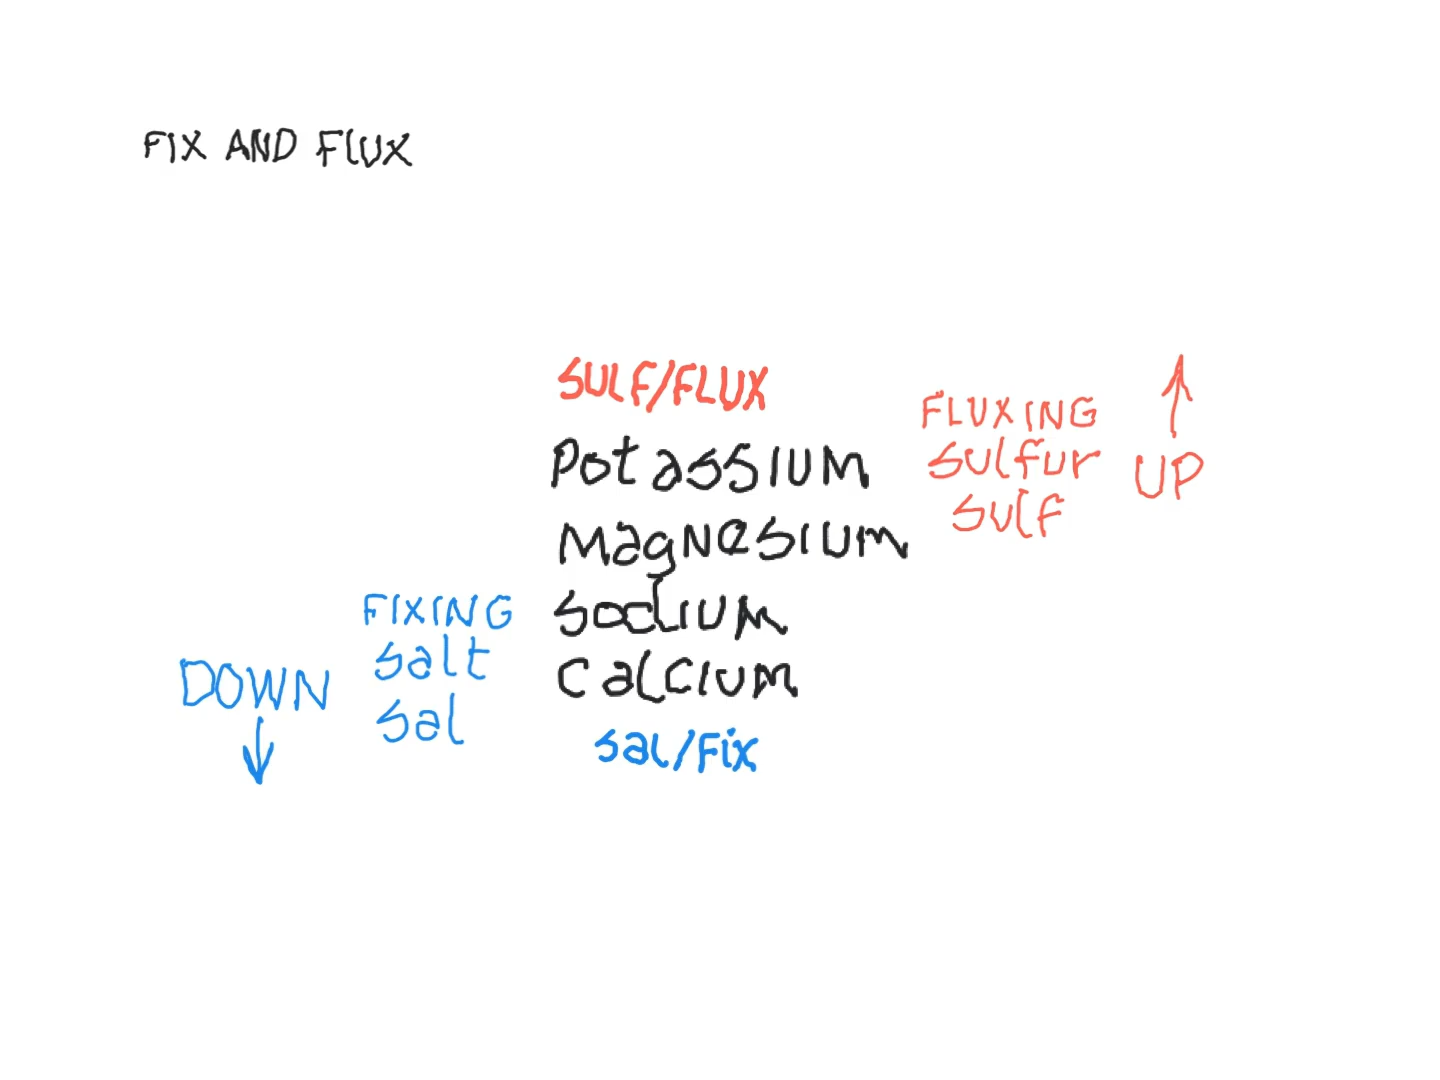 FIX AND FLUX
SULF/FLUX
Potassium
Magnesium
Sodium
Calcium
Sal/Fix
FLUXING
Sulfur
Sulf
UP
FIXING
Salt
Sal
DOWN